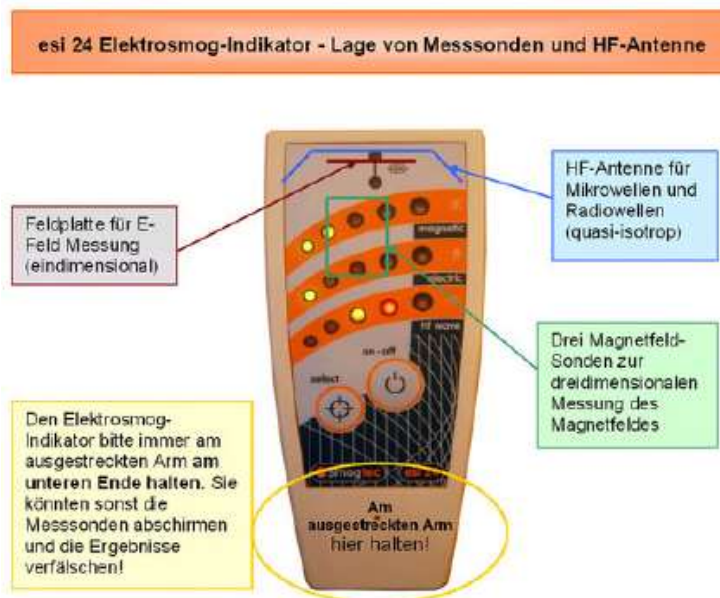 esi 24 Elektrosmog-Indikator - Lage von Messsonden und HF-Antenne
Feldplatte für E-
Feld Messung
(eindimensional)
HF-Antenne für
Mikrowellen und
Radiowellen
(quasi-isotrop)
magnetic
electric
hf wave
on-off
select
Drei Magnetfeld-
Sonden zur
dreidimensionalen
Messung des
Magnetfeldes
Den Elektrosmog-
Indikator bitte immer am
ausgestreckten Arm am
unteren Ende halten. Sie
könnten sonst die
Messsonden abschirmen
und die Ergebnisse
verfälschen!
smogtec
Am
ausgestreckten Arm
hier halten!